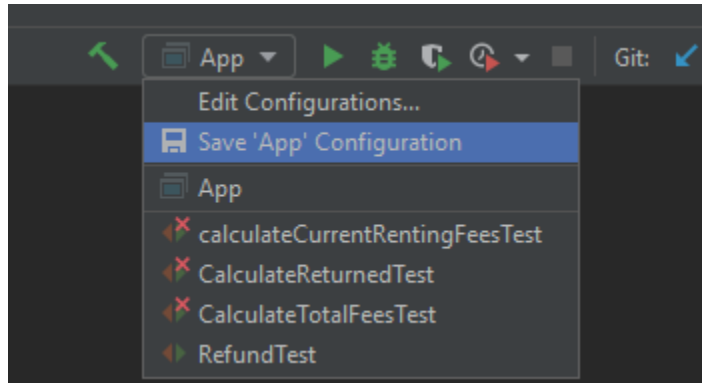 App
Git:
Edit Configurations...
Save 'App' Configuration
App
calculateCurrentRentingFeesTest
CalculateReturnedTest
CalculateTotalFeesTest
RefundTest